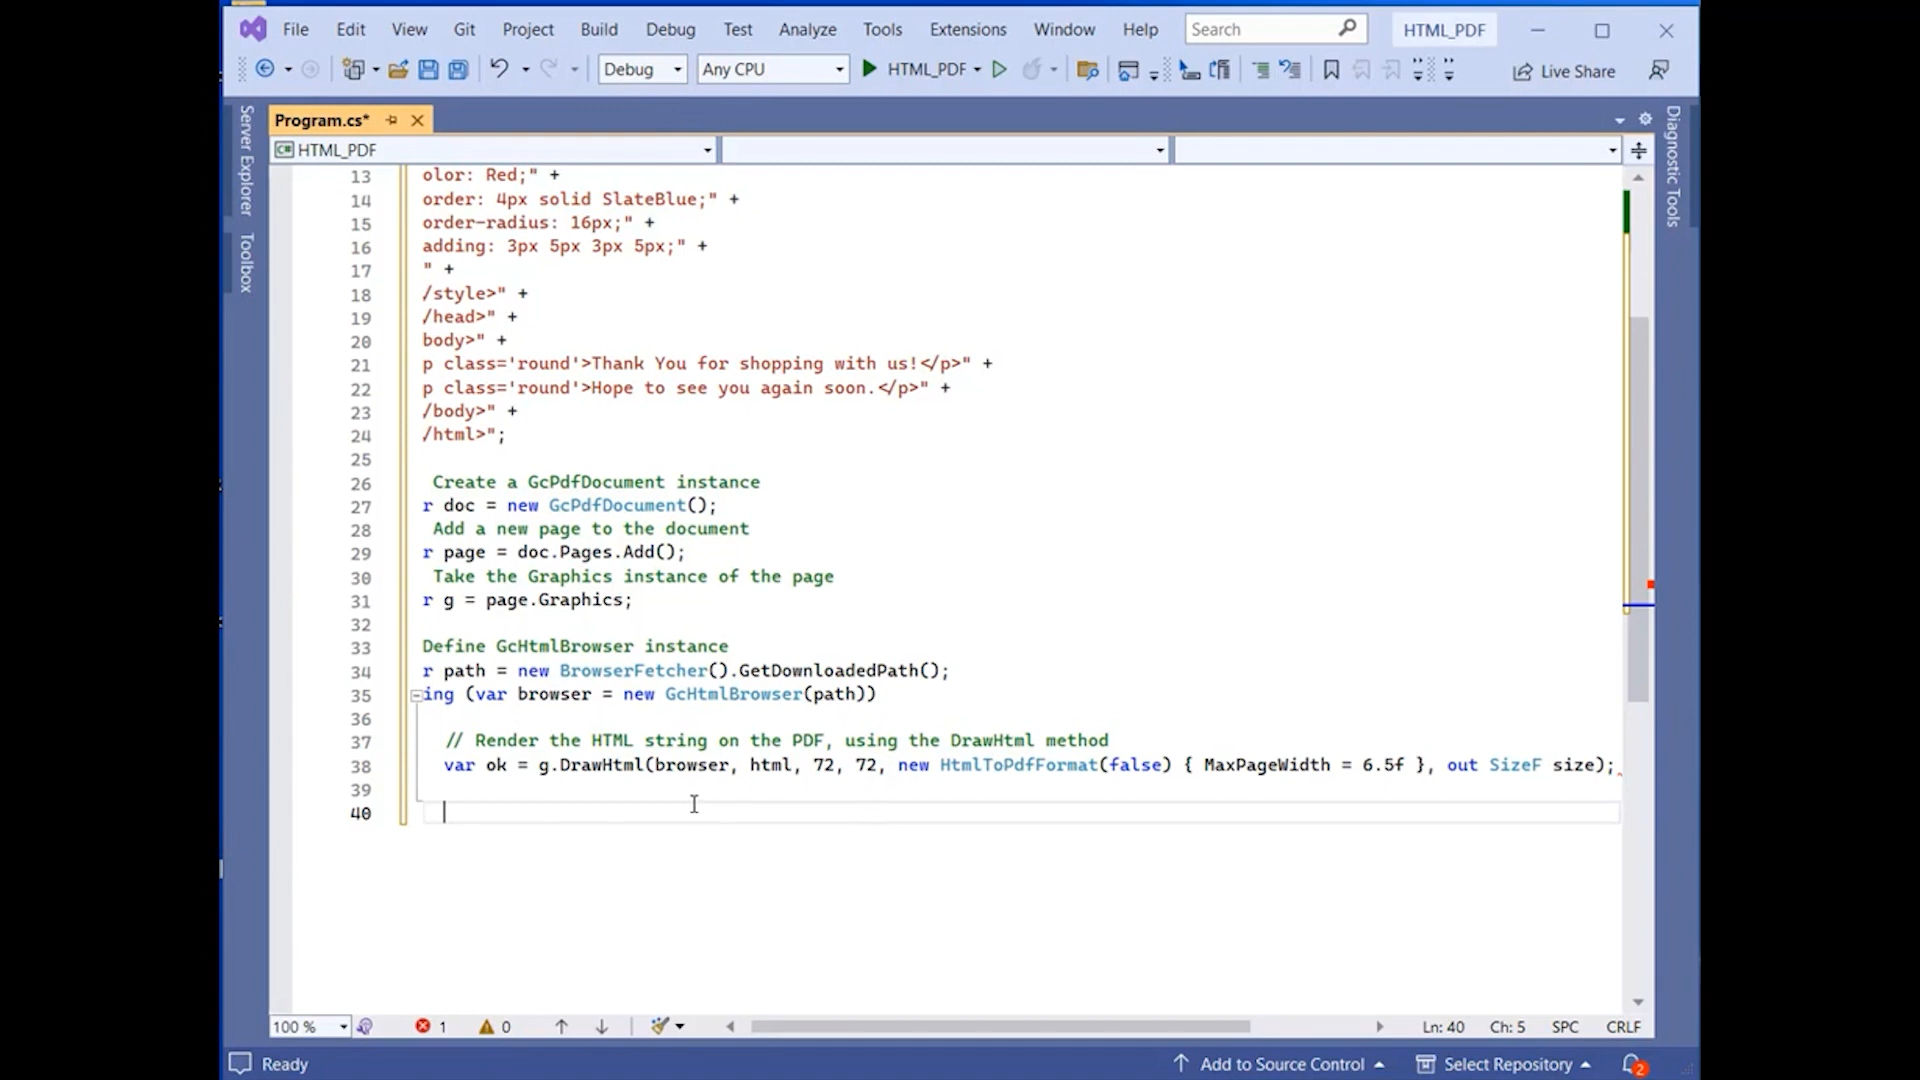 File Edit View Git Project Build Debug Test Analyze Tools Extensions Window Help Search HTML_PDF
Debug Any CPU HTML_PDF Live Share
Server Explorer
Toolbox
Program.cs*
HTML_PDF
13 olor: Red;" +
14 order: 4px solid SlateBlue;" +
15 order-radius: 16px;" +
16 adding: 3px 5px 3px 5px;" +
17 " +
18 /style>" +
19 /head>" +
20 body>" +
21 p class='round'>Thank You for shopping with us!</p>" +
22 p class='round'>Hope to see you again soon.</p>" +
23 /body>" +
24 /html>";
25
26 Create a GcPdfDocument instance
27 r doc = new GcPdfDocument();
28 Add a new page to the document
29 r page = doc.Pages.Add();
30 Take the Graphics instance of the page
31 r g = page.Graphics;
32
33 Define GcHtmlBrowser instance
34 r path = new BrowserFetcher().GetDownloadedPath();
35 ing (var browser = new GcHtmlBrowser(path))
36
37 // Render the HTML string on the PDF, using the DrawHtml method
38 var ok = g.DrawHtml(browser, html, 72, 72, new HtmlToPdfFormat(false) { MaxPageWidth = 6.5f }, out SizeF size);
39
40
Diagnostic Tools
100 % 1 0 Ln: 40 Ch: 5 SPC CRLF
Ready Add to Source Control Select Repository 2